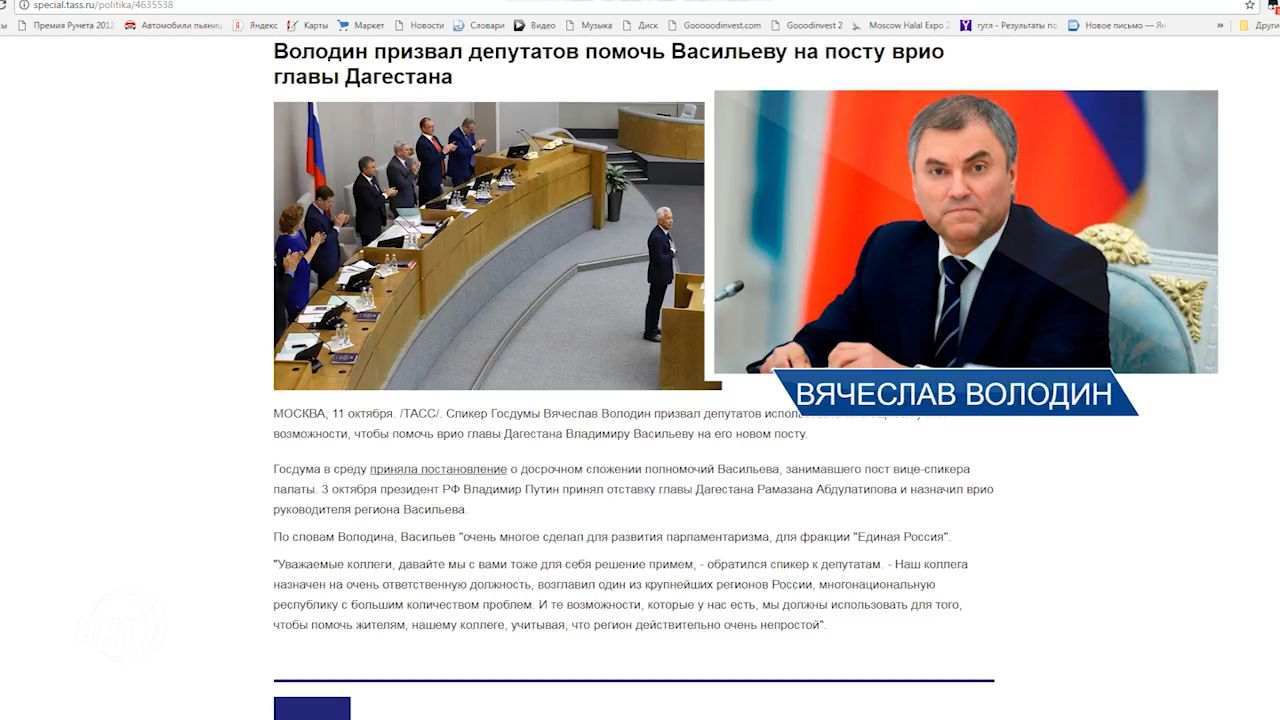 special.tass.ru/politika/4635538
Премия Рунета 2012
Автомобили пьяни
Яндекс
Карты
Маркет
Новости
Словари
Видео
Музыка
Диск
Goooodinvest.com
Gooodinvest 2
Moscow Halal Expo 2
гугл - Результаты по
Новое письмо — Ян
»
Други
Володин призвал депутатов помочь Васильеву на посту врио
главы Дагестана
ВЯЧЕСЛАВ ВОЛОДИН
МОСКВА, 11 октября. /ТАСС/. Спикер Госдумы Вячеслав Володин призвал депутатов
возможности, чтобы помочь врио главы Дагестана Владимиру Васильеву на его новом посту.
Госдума в среду приняла постановление о досрочном сложении полномочий Васильева, занимавшего пост вице-спикера
палаты. 3 октября президент РФ Владимир Путин принял отставку главы Дагестана Рамазана Абдулатипова и назначил врио
руководителя региона Васильева.
По словам Володина, Васильев "очень многое сделал для развития парламентаризма, для фракции "Единая Россия".
"Уважаемые коллеги, давайте мы с вами тоже для себя решение примем, - обратился спикер к депутатам. - Наш коллега
назначен на очень ответственную должность, возглавил один из крупнейших регионов России, многонациональную
республику с большим количеством проблем. И те возможности, которые у нас есть, мы должны использовать для того,
чтобы помочь жителям, нашему коллеге, учитывая, что регион действительно очень непростой".
ННТ